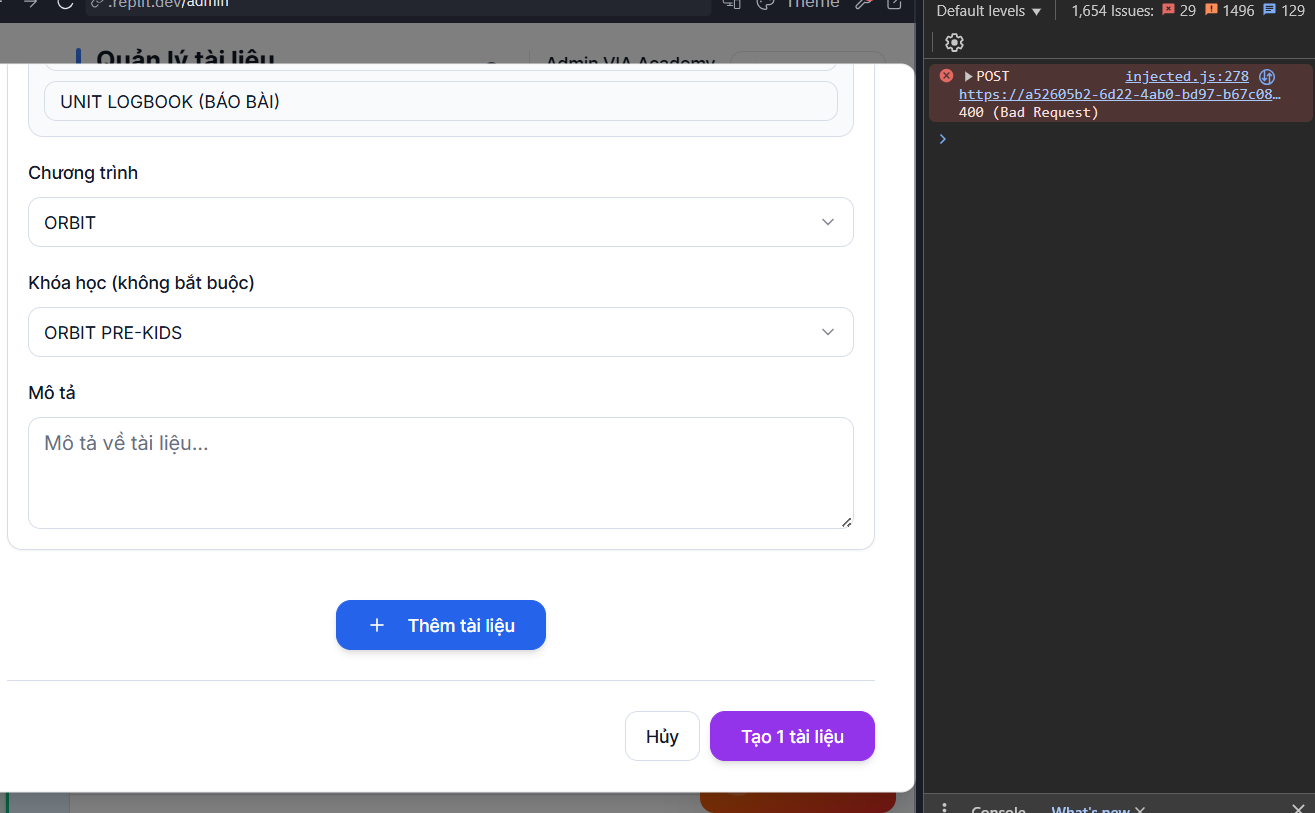 .replit.dev/admin
Theme
Quản lý tài liệu
Admin VIA Academy
UNIT LOGBOOK (BÁO BÀI)
Chương trình
ORBIT
Khóa học (không bắt buộc)
ORBIT PRE-KIDS
Mô tả
Mô tả về tài liệu...
Thêm tài liệu
Hủy
Tạo 1 tài liệu
Default levels
1,654 Issues: 29 1496 129
POST injected.js:278
https://a52605b2-6d22-4ab0-bd97-b67c08…
400 (Bad Request)
Console
What's new